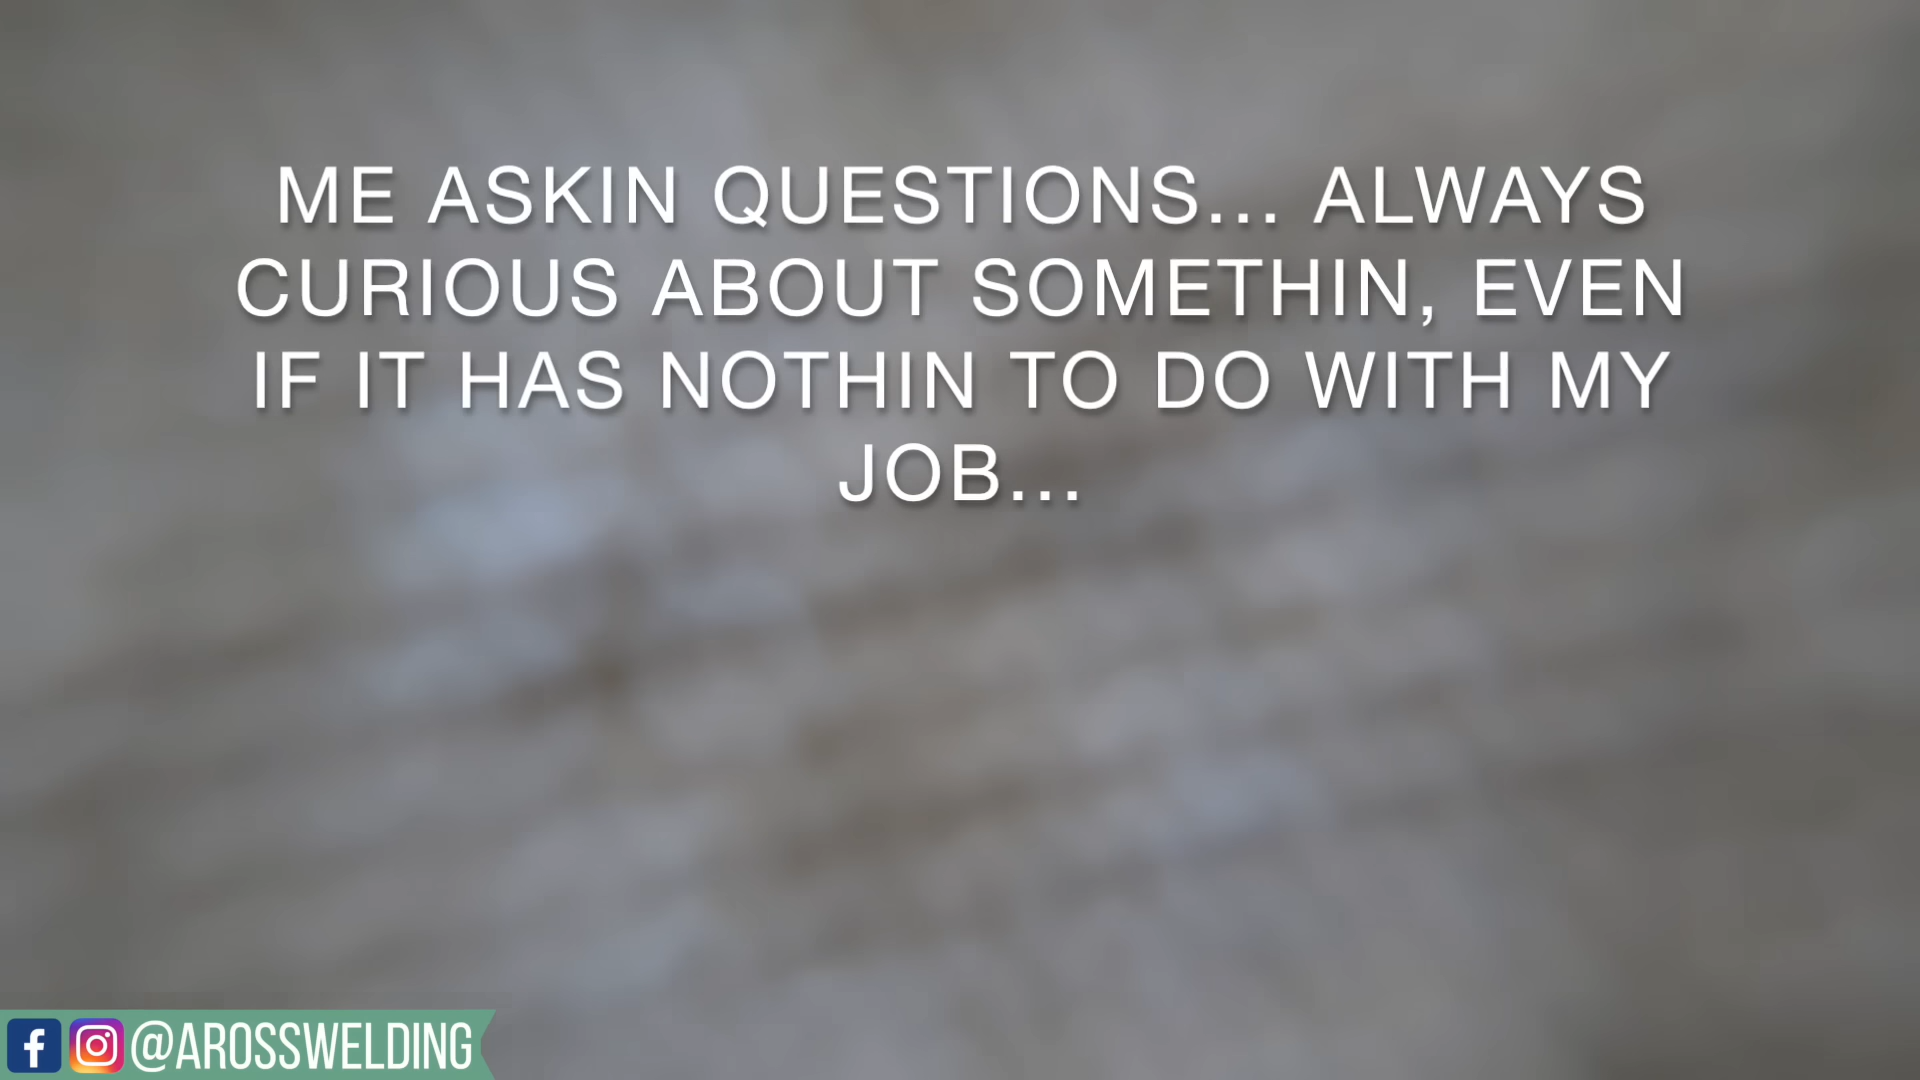 ME ASKIN QUESTIONS... ALWAYS
CURIOUS ABOUT SOMETHIN, EVEN
IF IT HAS NOTHIN TO DO WITH MY
JOB...
@AROSSWELDING